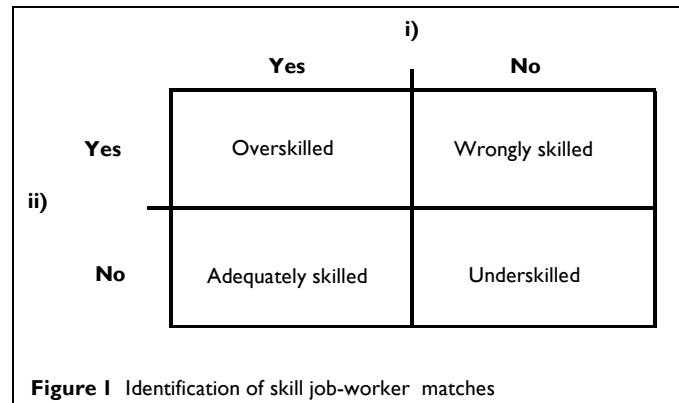 i)
Yes No
Yes Overskilled Wrongly skilled
ii)
No Adequately skilled Underskilled
Figure 1 Identification of skill job-worker matches